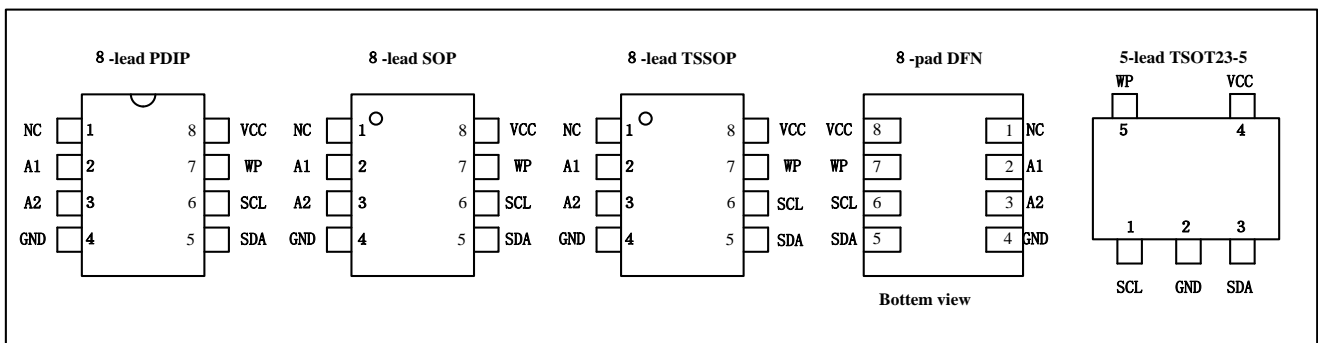 8 -lead PDIP
NC 1 8 VCC
A1 2 7 WP
A2 3 6 SCL
GND 4 5 SDA
8 -lead SOP
NC 1 8 VCC
A1 2 7 WP
A2 3 6 SCL
GND 4 5 SDA
8 -lead TSSOP
NC 1 8 VCC
A1 2 7 WP
A2 3 6 SCL
GND 4 5 SDA
8 -pad DFN
VCC 8 1 NC
WP 7 2 A1
SCL 6 3 A2
SDA 5 4 GND
Bottem view
5-lead TSOT23-5
WP VCC
5 4
1 2 3
SCL GND SDA